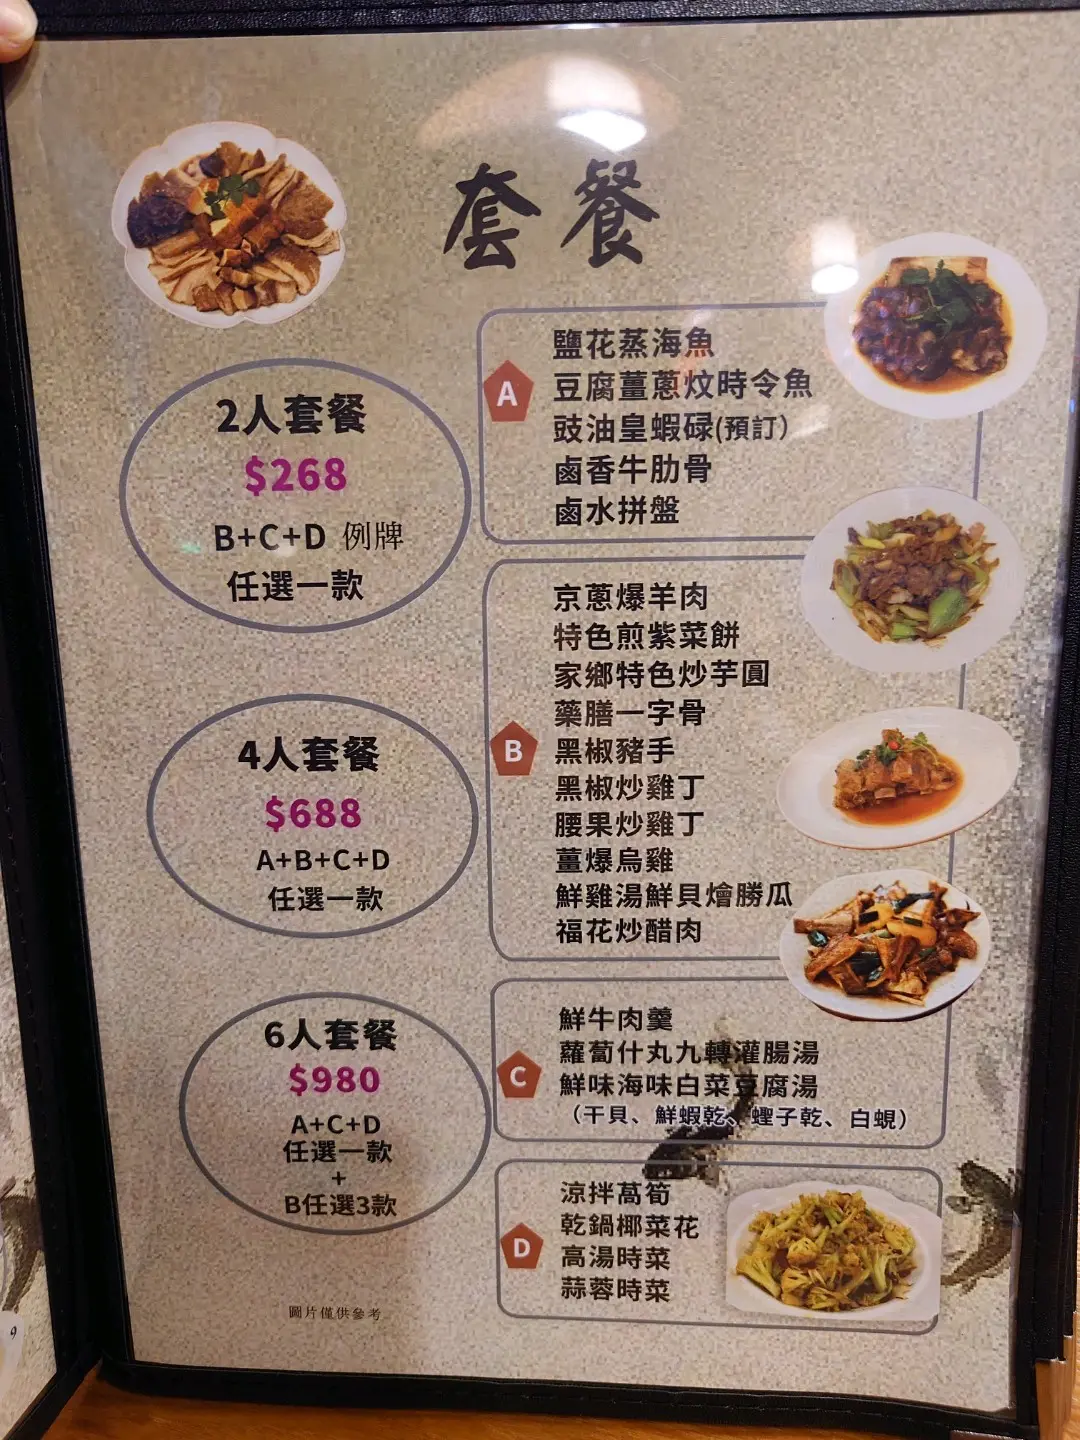 套餐
2人套餐
$268
B+C+D 例牌
任選一款
4人套餐
$688
A+B+C+D
任選一款
6人套餐
$980
A+C+D
任選一款
+
B任選3款
圖片僅供參考
A
鹽花蒸海魚
豆腐薑蔥炆時令魚
豉油皇蝦碌(預訂)
鹵香牛肋骨
鹵水拼盤
B
京蔥爆羊肉
特色煎紫菜餅
家鄉特色炒芋圓
藥膳一字骨
黑椒豬手
黑椒炒雞丁
腰果炒雞丁
薑爆烏雞
鮮雞湯鮮貝燴勝瓜
福花炒醋肉
C
鮮牛肉羹
蘿蔔什丸九轉灌腸湯
鮮味海味白菜豆腐湯
（干貝、鮮蝦乾、蟶子乾、白蜆）
D
涼拌萵筍
乾鍋椰菜花
高湯時菜
蒜蓉時菜
9